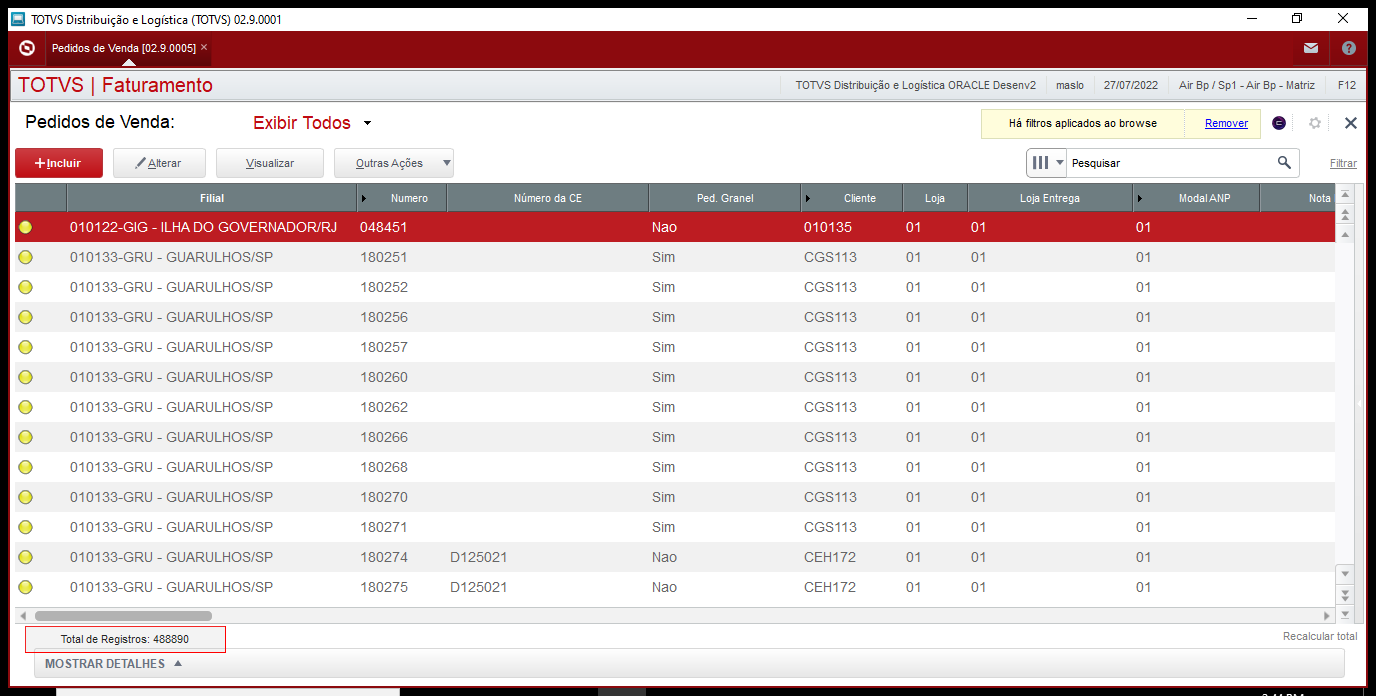 TOTVS Distribuição e Logística (TOTVS) 02.9.0001
Pedidos de Venda [02.9.0005] ×
TOTVS | Faturamento TOTVS Distribuição e Logística ORACLE Desenv2 maslo 27/07/2022 Air Bp / Sp1 - Air Bp - Matriz F12
Pedidos de Venda: Exibir Todos Há filtros aplicados ao browse Remover
+Incluir Alterar Visualizar Outras Ações Pesquisar Filtrar
Filial Numero Número da CE Ped. Granel Cliente Loja Loja Entrega Modal ANP Nota
010122-GIG - ILHA DO GOVERNADOR/RJ 048451 Nao 010135 01 01 01
010133-GRU - GUARULHOS/SP 180251 Sim CGS113 01 01 01
010133-GRU - GUARULHOS/SP 180252 Sim CGS113 01 01 01
010133-GRU - GUARULHOS/SP 180256 Sim CGS113 01 01 01
010133-GRU - GUARULHOS/SP 180257 Sim CGS113 01 01 01
010133-GRU - GUARULHOS/SP 180260 Sim CGS113 01 01 01
010133-GRU - GUARULHOS/SP 180262 Sim CGS113 01 01 01
010133-GRU - GUARULHOS/SP 180266 Sim CGS113 01 01 01
010133-GRU - GUARULHOS/SP 180268 Sim CGS113 01 01 01
010133-GRU - GUARULHOS/SP 180270 Sim CGS113 01 01 01
010133-GRU - GUARULHOS/SP 180271 Sim CGS113 01 01 01
010133-GRU - GUARULHOS/SP 180274 D125021 Nao CEH172 01 01 01
010133-GRU - GUARULHOS/SP 180275 D125021 Nao CEH172 01 01 01
Total de Registros: 488890 Recalcular total
MOSTRAR DETALHES